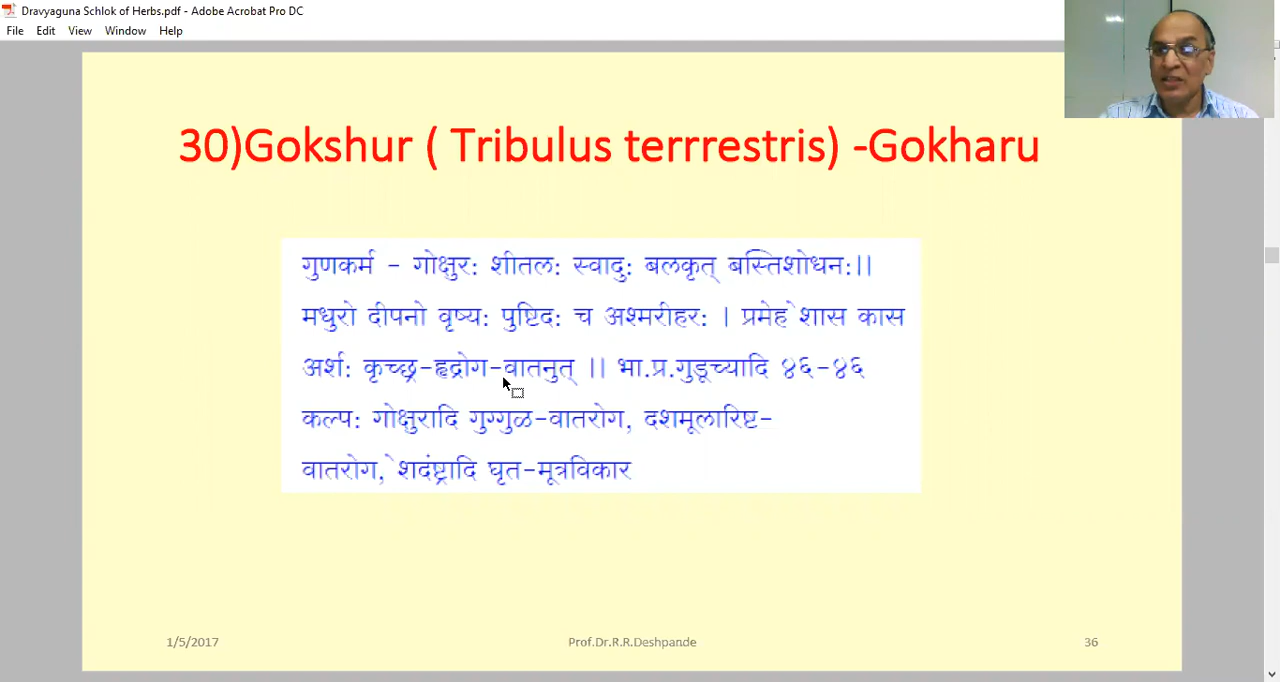 Dravyaguna Schlok of Herbs.pdf - Adobe Acrobat Pro DC
File Edit View Window Help
30)Gokshur ( Tribulus terrrestris) -Gokharu
गुणकर्म - गोक्षुरः शीतलः स्वादुः बलकृत् बस्तिशोधनः।।
मधुरो दीपनो वृष्यः पुष्टिदः च अश्मरीहरः । प्रमेह े शास कास
अर्शः कृच्छ्र-हृद्रोग-वातनुत् ।। भा.प्र.गुडूच्यादि ४६-४६
कल्पः गोक्षुरादि गुग्गुळ-वातरोग, दशमूलारिष्ट-
वातरोग, े शदंष्ट्रादि घृत-मूत्रविकार
1/5/2017 Prof.Dr.R.R.Deshpande 36